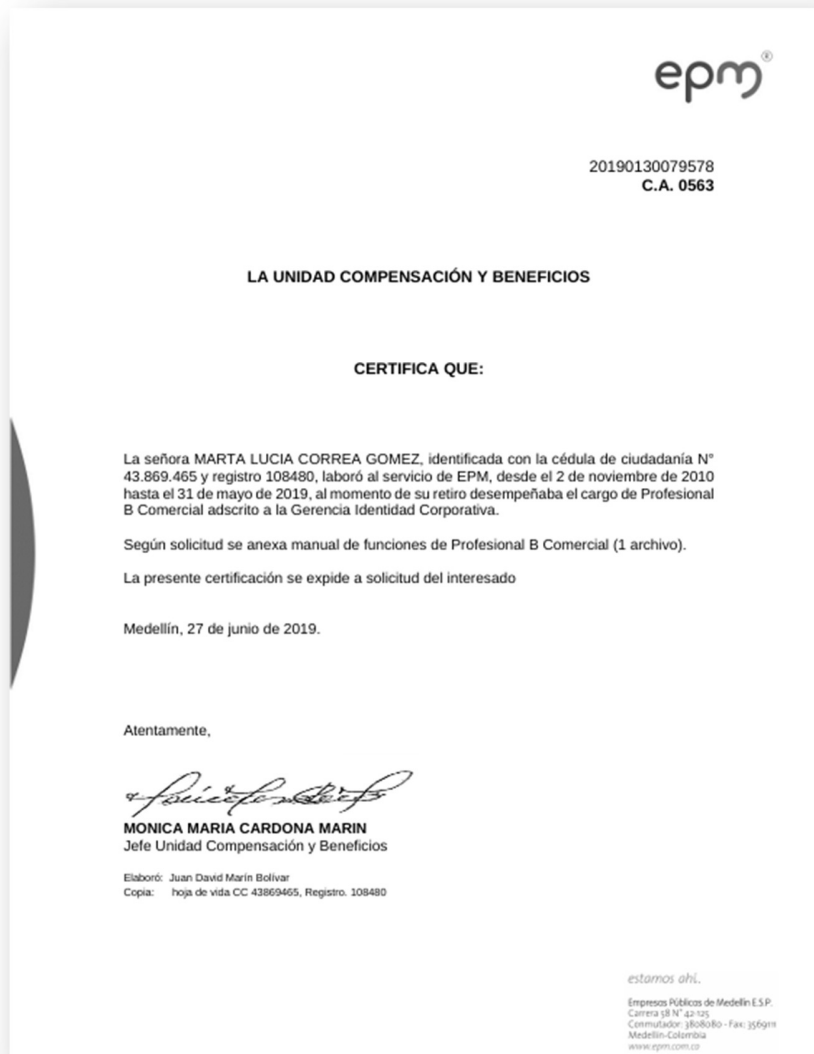 epm®
20190130079578
C.A. 0563
LA UNIDAD COMPENSACIÓN Y BENEFICIOS
CERTIFICA QUE:
La señora MARTA LUCIA CORREA GOMEZ, identificada con la cédula de ciudadanía N°
43.869.465 y registro 108480, laboró al servicio de EPM, desde el 2 de noviembre de 2010
hasta el 31 de mayo de 2019, al momento de su retiro desempeñaba el cargo de Profesional
B Comercial adscrito a la Gerencia Identidad Corporativa.
Según solicitud se anexa manual de funciones de Profesional B Comercial (1 archivo).
La presente certificación se expide a solicitud del interesado
Medellín, 27 de junio de 2019.
Atentamente,
MONICA MARIA CARDONA MARIN
Jefe Unidad Compensación y Beneficios
Elaboró: Juan David Marín Bolívar
Copia: hoja de vida CC 43869465, Registro. 108480
estamos ahí.
Empresas Públicas de Medellín E.S.P.
Carrera 58 N° 42-125
Conmutador: 3808080 - Fax: 356911
Medellín-Colombia
www.epm.com.co